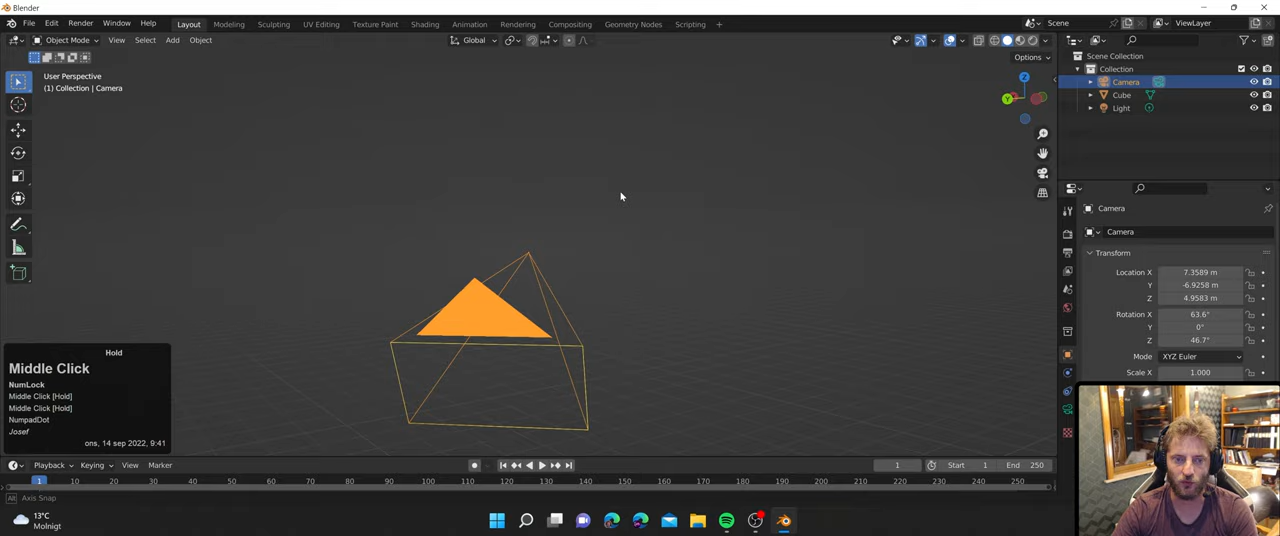 Blender
File Edit Render Window Help Layout Modeling Sculpting UV Editing Texture Paint Shading Animation Rendering Compositing Geometry Nodes Scripting + Scene ViewLayer
Object Mode View Select Add Object Global
Options
User Perspective
(1) Collection | Camera
Z
Y
Scene Collection
Collection
Camera
Cube
Light
Camera
Camera
Transform
Location X 7.3589 m
Y -6.9258 m
Z 4.9583 m
Rotation X 63.6°
Y 0°
Z 46.7°
Mode XYZ Euler
Scale X 1.000
Hold
Middle Click
NumLock
Middle Click [Hold]
Middle Click [Hold]
NumpadDot
Josef
ons, 14 sep 2022, 9:41
Playback Keying View Marker 1 Start 1 End 250
1 10 20 30 40 50 60 70 80 90 100 110 120 130 140 150 160 170 180 190 200 210 220 230 240 250
Alt Axis Snap
13°C
Molnigt